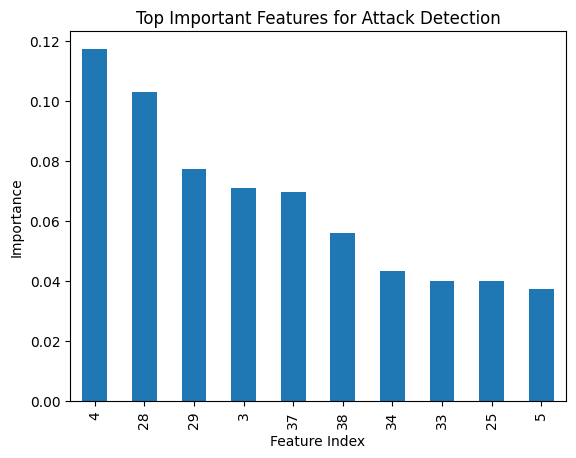 Top Important Features for Attack Detection
0.12
0.10
0.08
0.06
0.04
0.02
0.00
Importance
4 28 29 3 37 38 34 33 25 5
Feature Index